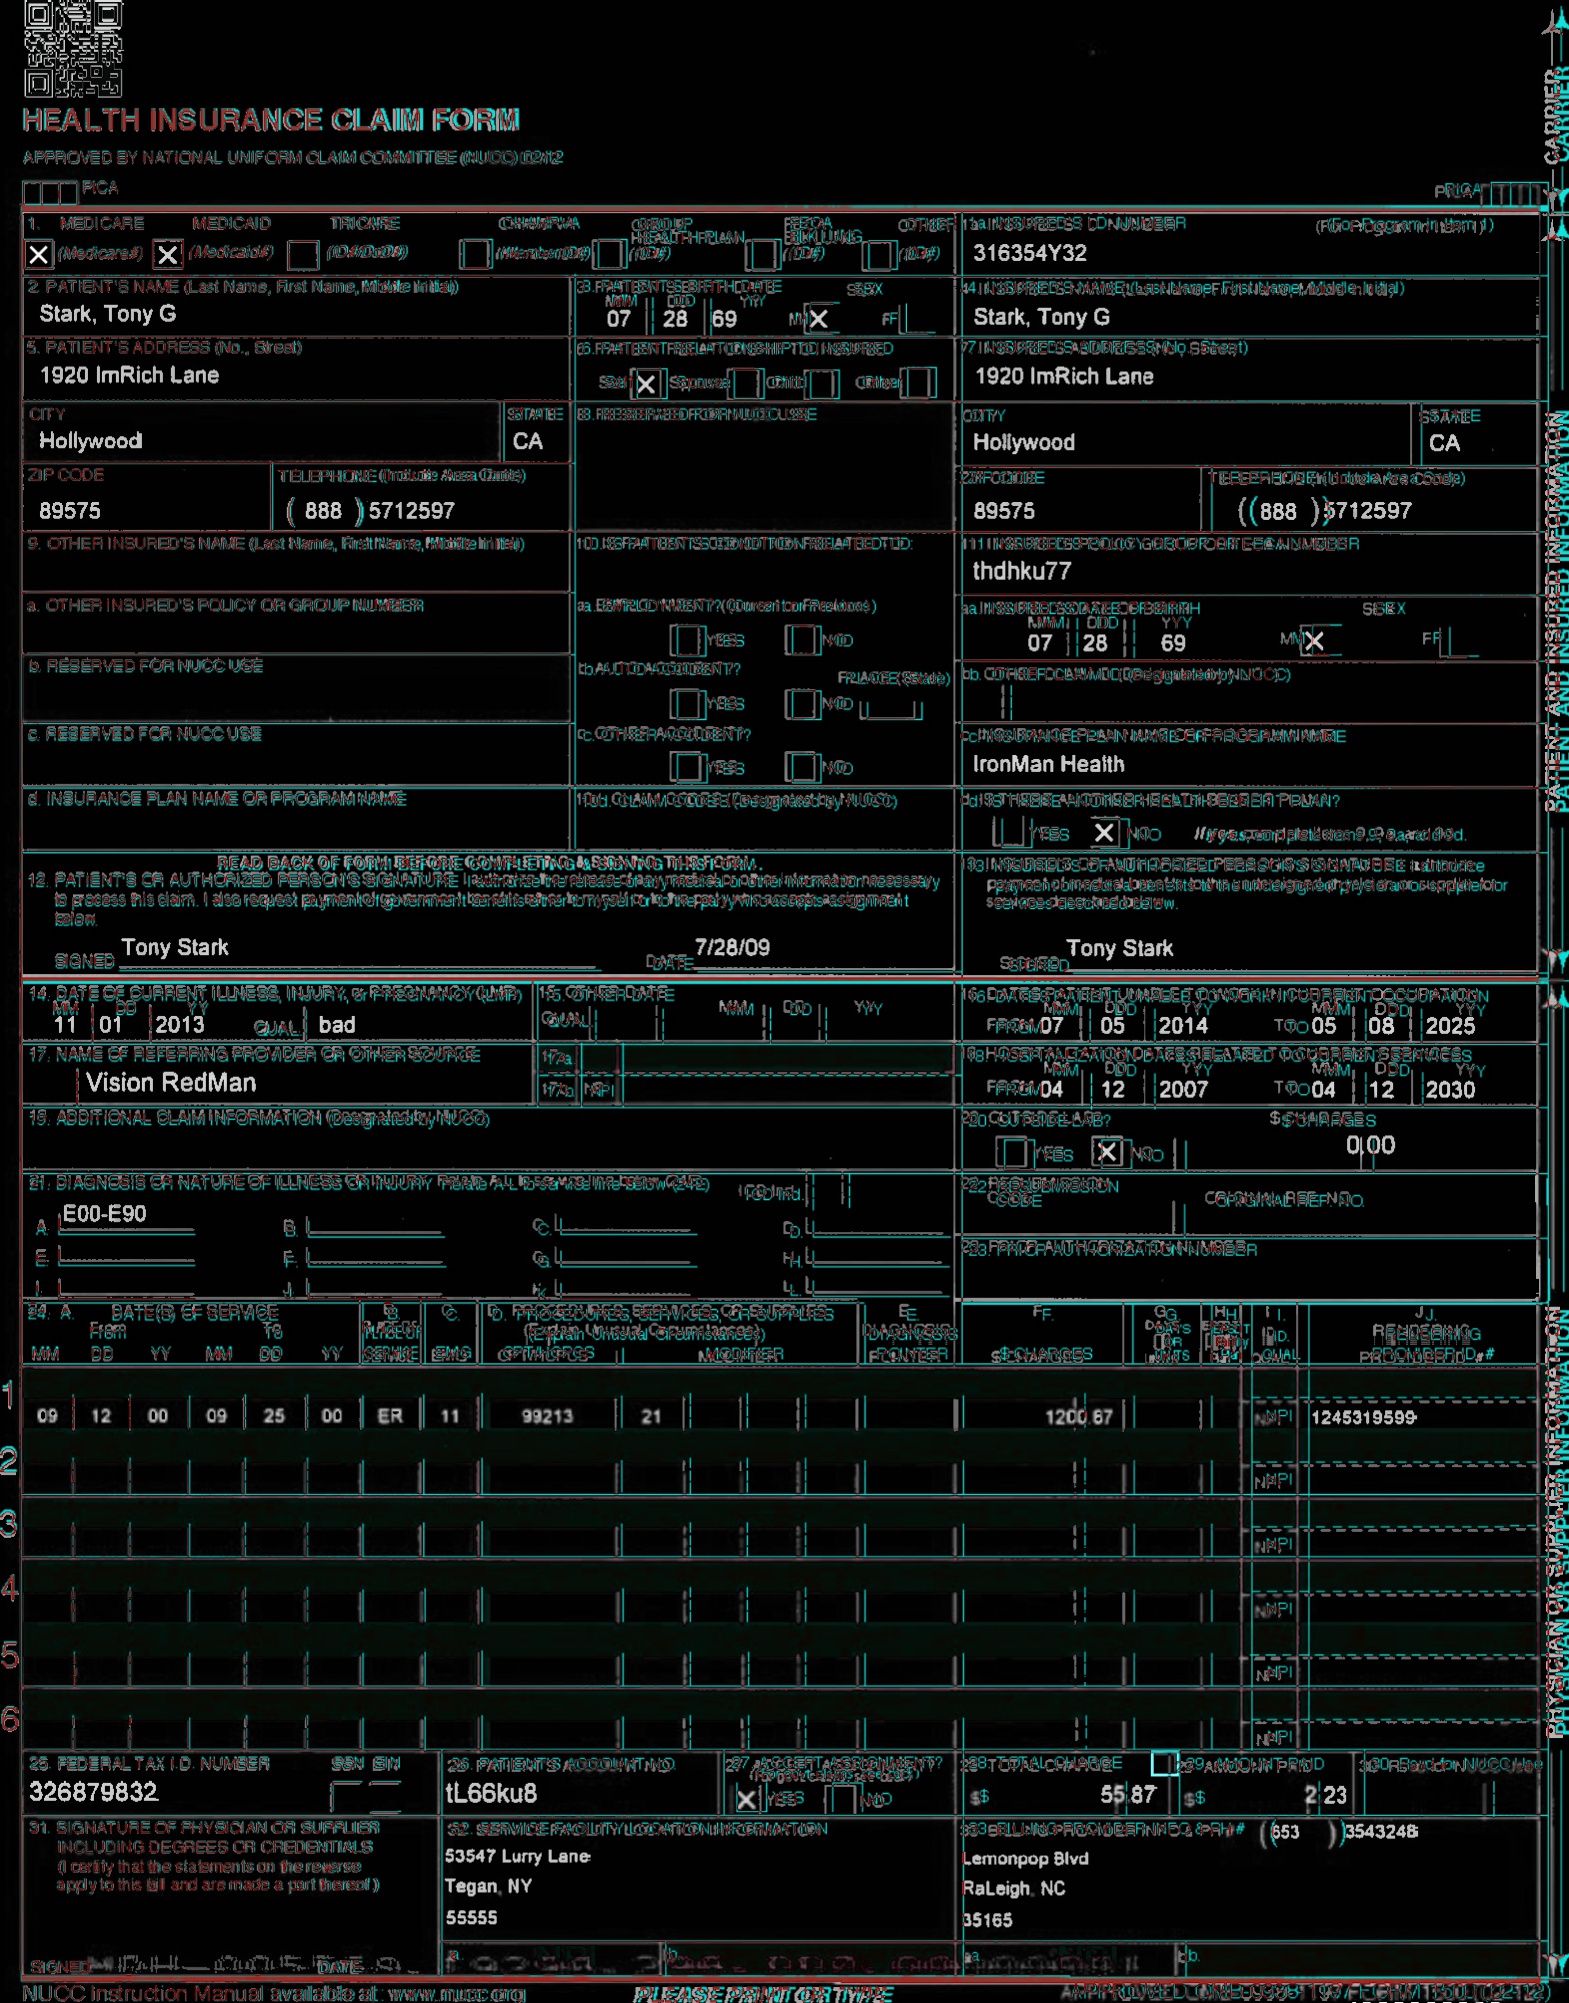 HEALTH INSURANCE CLAIM FORM
APPROVED BY NATIONAL UNIFORM CLAIM COMMITTEE (NUCC) 02/12
PICA
PICA
CARRIER
1. MEDICARE MEDICAID TRICARE CHAMPVA GROUP HEALTH PLAN FECA BLK LUNG OTHER
(Medicare#) (Medicaid#) (ID#/DoD#) (Member ID#) (ID#) (ID#) (ID#)
1a. INSURED'S I.D. NUMBER (For Program in Item 1)
316354Y32
2. PATIENT'S NAME (Last Name, First Name, Middle Initial)
Stark, Tony G
3. PATIENT'S BIRTH DATE SEX
MM DD YY
07 28 69 M X F
4. INSURED'S NAME (Last Name, First Name, Middle Initial)
Stark, Tony G
5. PATIENT'S ADDRESS (No., Street)
1920 ImRich Lane
6. PATIENT RELATIONSHIP TO INSURED
Self X Spouse Child Other
7. INSURED'S ADDRESS (No., Street)
1920 ImRich Lane
CITY STATE
Hollywood CA
8. RESERVED FOR NUCC USE
CITY STATE
Hollywood CA
ZIP CODE TELEPHONE (Include Area Code)
89575 ( 888 ) 5712597
ZIP CODE TELEPHONE (Include Area Code)
89575 ( 888 ) 5712597
9. OTHER INSURED'S NAME (Last Name, First Name, Middle Initial)
10. IS PATIENT'S CONDITION RELATED TO:
11. INSURED'S POLICY GROUP OR FECA NUMBER
thdhku77
a. OTHER INSURED'S POLICY OR GROUP NUMBER
a. EMPLOYMENT? (Current or Previous)
YES NO
a. INSURED'S DATE OF BIRTH SEX
MM DD YY
07 28 69 M X F
b. RESERVED FOR NUCC USE
b. AUTO ACCIDENT? PLACE (State)
YES NO
b. OTHER CLAIM ID (Designated by NUCC)
c. RESERVED FOR NUCC USE
c. OTHER ACCIDENT?
YES NO
c. INSURANCE PLAN NAME OR PROGRAM NAME
IronMan Health
d. INSURANCE PLAN NAME OR PROGRAM NAME
10d. CLAIM CODES (Designated by NUCC)
d. IS THERE ANOTHER HEALTH BENEFIT PLAN?
YES X NO If yes, complete items 9, 9a, and 9d.
READ BACK OF FORM BEFORE COMPLETING & SIGNING THIS FORM.
12. PATIENT'S OR AUTHORIZED PERSON'S SIGNATURE I authorize the release of any medical or other information necessary
to process this claim. I also request payment of government benefits either to myself or to the party who accepts assignment
below.
SIGNED Tony Stark DATE 7/28/09
13. INSURED'S OR AUTHORIZED PERSON'S SIGNATURE I authorize
payment of medical benefits to the undersigned physician or supplier for
services described below.
SIGNED Tony Stark
PATIENT AND INSURED INFORMATION
14. DATE OF CURRENT ILLNESS, INJURY, or PREGNANCY (LMP)
MM DD YY
11 01 2013 QUAL. bad
15. OTHER DATE
QUAL. MM DD YY
16. DATES PATIENT UNABLE TO WORK IN CURRENT OCCUPATION
MM DD YY MM DD YY
FROM 07 05 2014 TO 05 08 2025
17. NAME OF REFERRING PROVIDER OR OTHER SOURCE
Vision RedMan
17a.
17b. NPI
18. HOSPITALIZATION DATES RELATED TO CURRENT SERVICES
MM DD YY MM DD YY
FROM 04 12 2007 TO 04 12 2030
19. ADDITIONAL CLAIM INFORMATION (Designated by NUCC)
20. OUTSIDE LAB? $ CHARGES
YES X NO 0.00
21. DIAGNOSIS OR NATURE OF ILLNESS OR INJURY Relate A-L to service line below (24E) ICD Ind.
A. E00-E90 B. C. D.
E. F. G. H.
I. J. K. L.
22. RESUBMISSION CODE ORIGINAL REF. NO.
23. PRIOR AUTHORIZATION NUMBER
24. A. DATE(S) OF SERVICE B. C. D. PROCEDURES, SERVICES, OR SUPPLIES E. F. G. H. I. J.
From To PLACE OF (Explain Unusual Circumstances) DIAGNOSIS DAYS OR EPSDT ID. RENDERING
MM DD YY MM DD YY SERVICE EMG CPT/HCPCS MODIFIER POINTER $ CHARGES UNITS QUAL. PROVIDER ID. #
1
09 12 00 09 25 00 ER 11 99213 21 1200.67 NPI 1245319599
2
NPI
3
NPI
4
NPI
5
NPI
6
NPI
PHYSICIAN OR SUPPLIER INFORMATION
25. FEDERAL TAX I.D. NUMBER SSN EIN
326879832
26. PATIENT'S ACCOUNT NO.
tL66ku8
27. ACCEPT ASSIGNMENT?
(For govt. claims, see back)
X YES NO
28. TOTAL CHARGE
$ 55 87
29. AMOUNT PAID
$ 2 23
30. Rsvd for NUCC Use
31. SIGNATURE OF PHYSICIAN OR SUPPLIER
INCLUDING DEGREES OR CREDENTIALS
(I certify that the statements on the reverse
apply to this bill and are made a part thereof.)
SIGNED DATE
32. SERVICE FACILITY LOCATION INFORMATION
53547 Lurry Lane
Tegan, NY
55555
a. b.
33. BILLING PROVIDER INFO & PH # ( 653 ) 3543248
Lemonpop Blvd
RaLeigh, NC
35165
a. b.
NUCC Instruction Manual available at: www.nucc.org
PLEASE PRINT OR TYPE
APPROVED OMB-0938-1197 FORM 1500 (02-12)